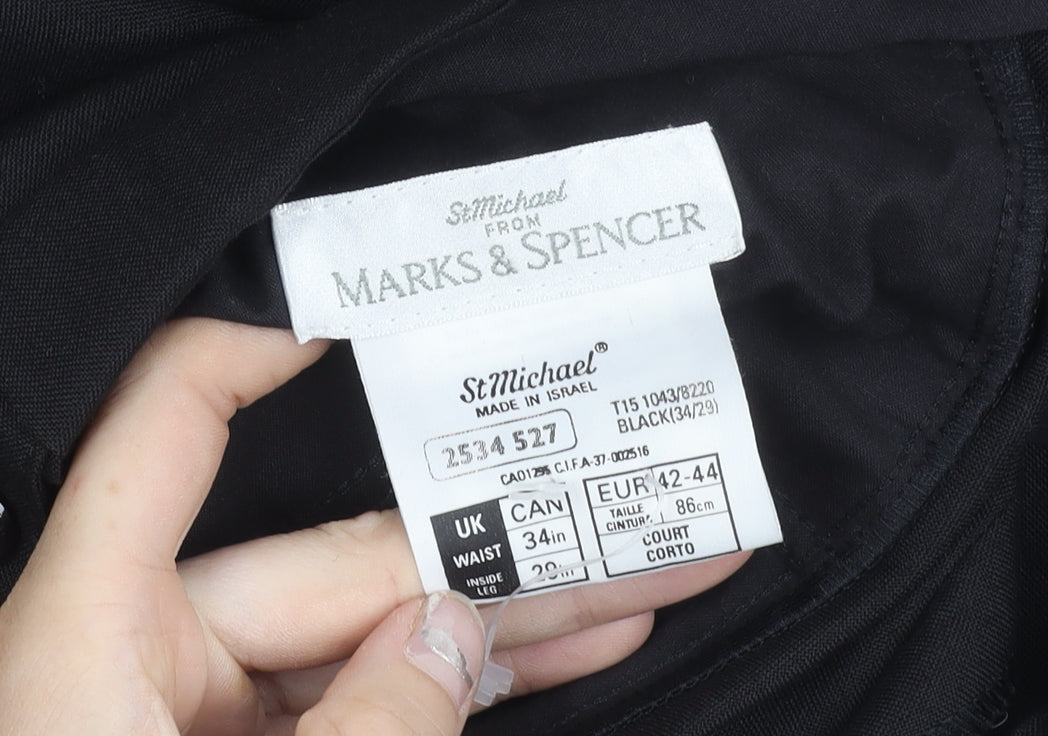 StMichael
FROM
MARKS & SPENCER
StMichael®
MADE IN ISRAEL
T15 1043/8220
BLACK(34/29)
2534 527
C.I.F.A-37-002516
UK
WAIST
INSIDE
LEG
CAN
34in
29in
EUR 42-44
TAILLE
CINTURA
86cm
COURT
CORTO